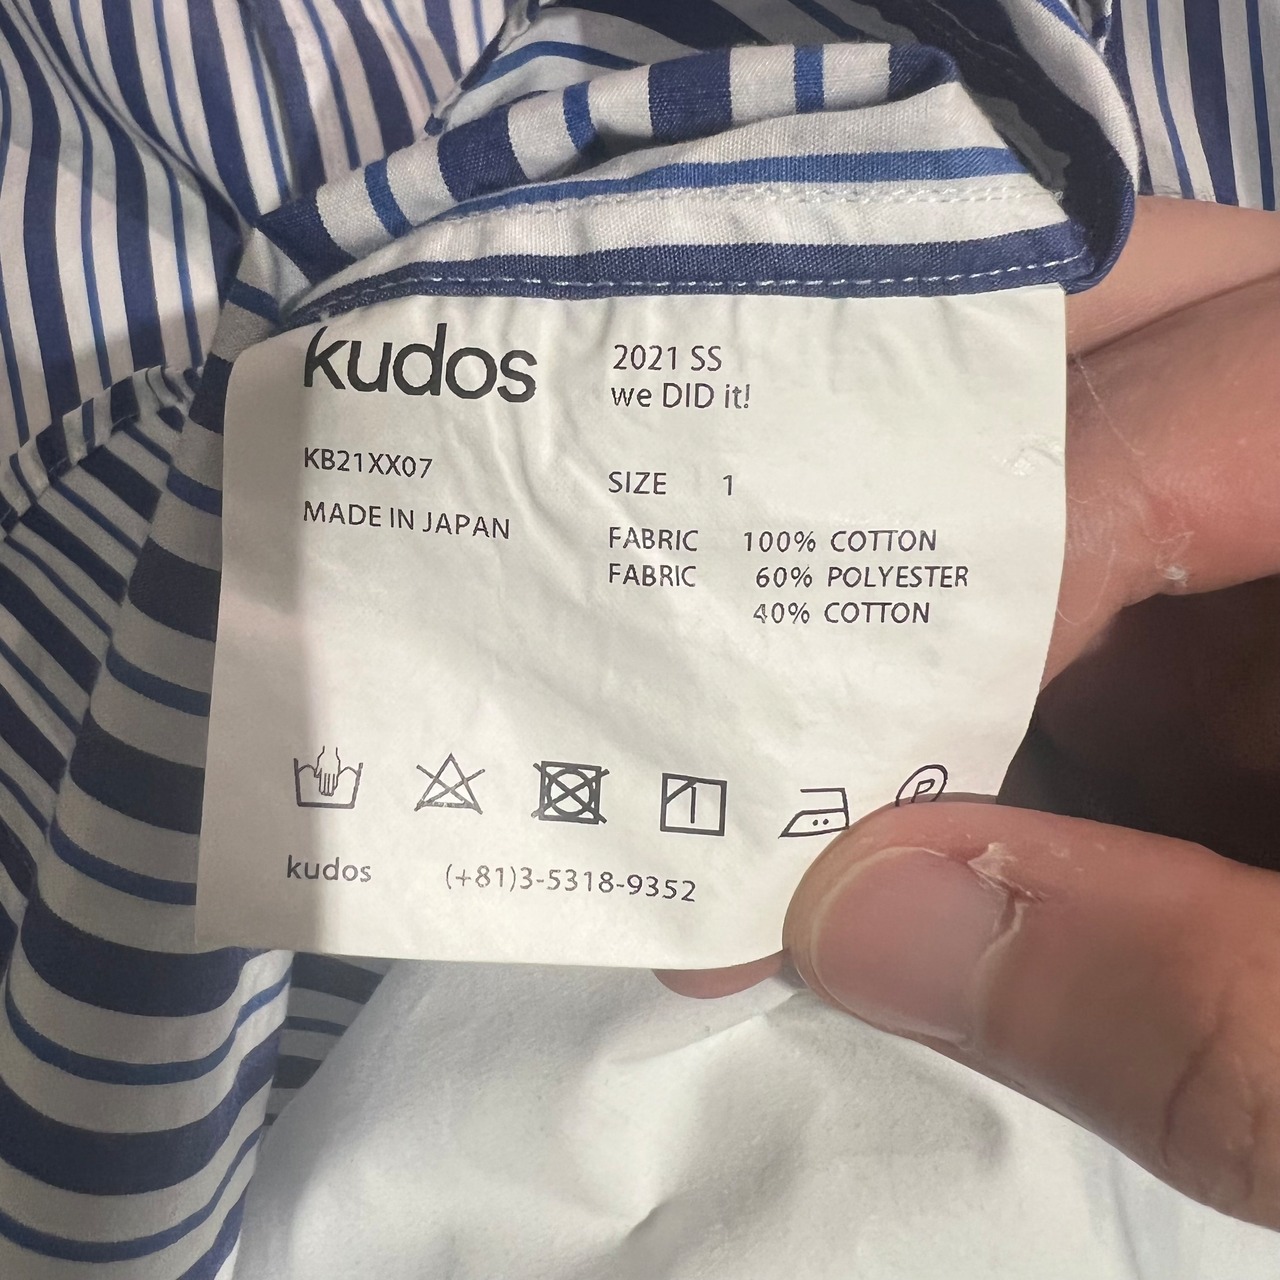 kudos
2021 SS
we DID it!
KB21XX07
MADE IN JAPAN
SIZE 1
FABRIC 100% COTTON
FABRIC 60% POLYESTER
40% COTTON
P
kudos (+81)3-5318-9352